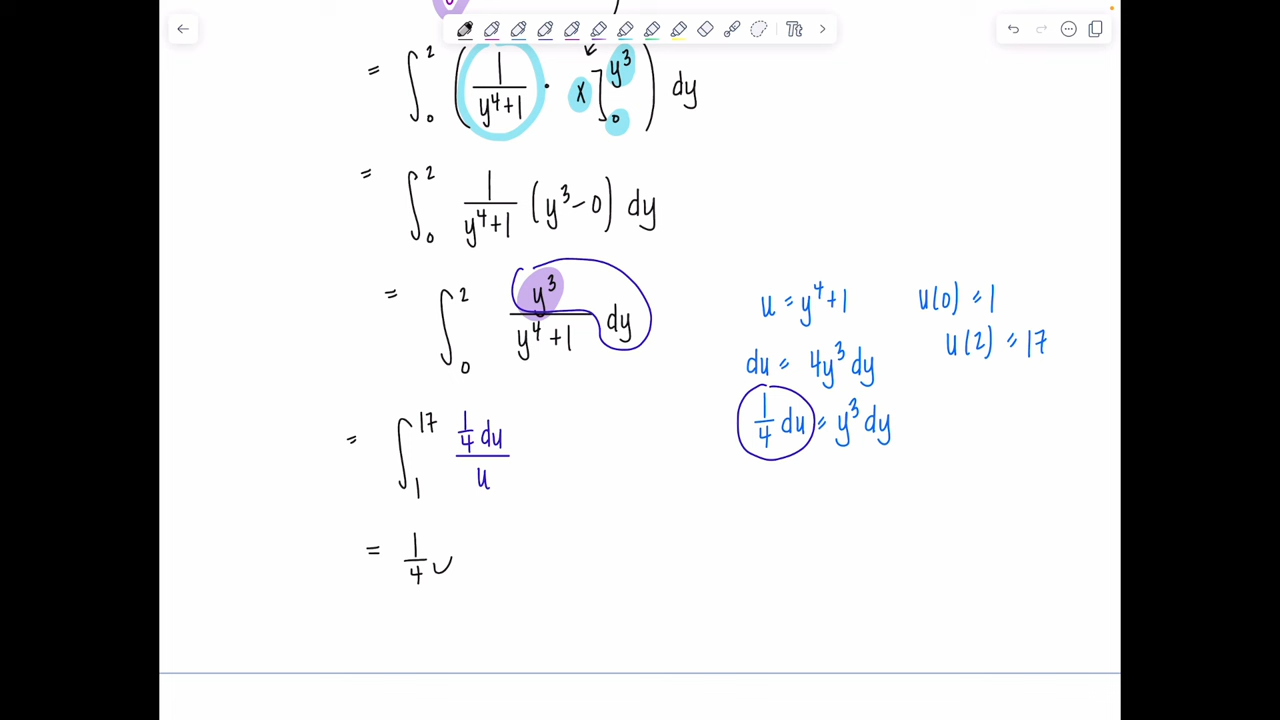 Tt
= ∫₀² ( 1/(y⁴+1) · x ]₀^(y³) ) dy
= ∫₀² 1/(y⁴+1) (y³−0) dy
= ∫₀² y³/(y⁴+1) dy
u = y⁴+1 u(0) = 1
u(2) = 17
du = 4y³ dy
1/4 du = y³ dy
= ∫₁¹⁷ (1/4 du)/u
= 1/4 u